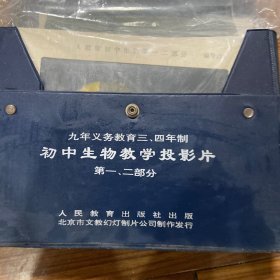 九年义务教育三、四年制
初中生物教学投影片
第一、二部分
人民教育出版社出版
北京市文教幻灯制片公司制作发行